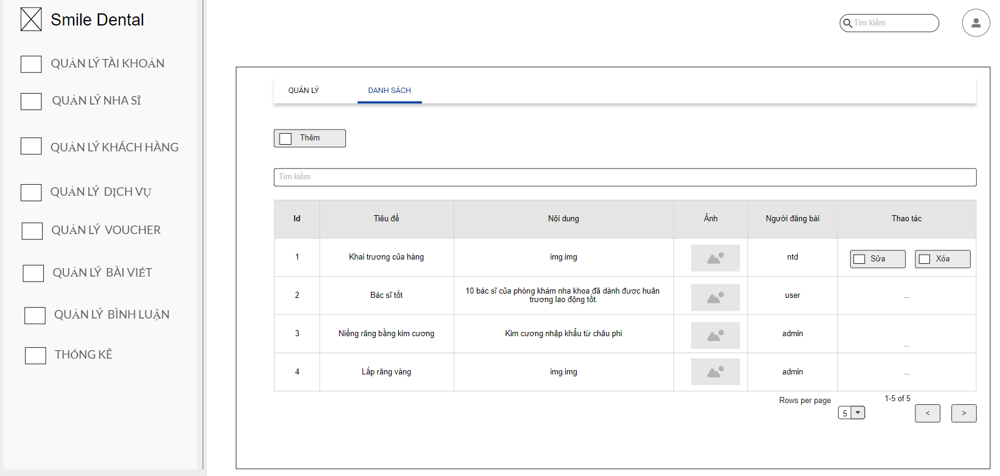 Smile Dental
QUẢN LÝ TÀI KHOẢN
QUẢN LÝ NHA SĨ
QUẢN LÝ KHÁCH HÀNG
QUẢN LÝ DỊCH VỤ
QUẢN LÝ VOUCHER
QUẢN LÝ BÀI VIẾT
QUẢN LÝ BÌNH LUẬN
THỐNG KÊ
Tìm kiếm
QUẢN LÝ DANH SÁCH
Thêm
Tìm kiếm
Id Tiêu đề Nội dung Ảnh Người đăng bài Thao tác
1 Khai trương của hàng img.img ntd Sửa Xóa
2 Bác sĩ tốt 10 bác sĩ của phòng khám nha khoa đã dành được huân
trương lao động tốt. user ...
3 Niềng răng bằng kim cương Kim cương nhập khẩu từ châu phi admin ...
4 Lắp răng vàng img.img admin ...
Rows per page 5 1-5 of 5 < >